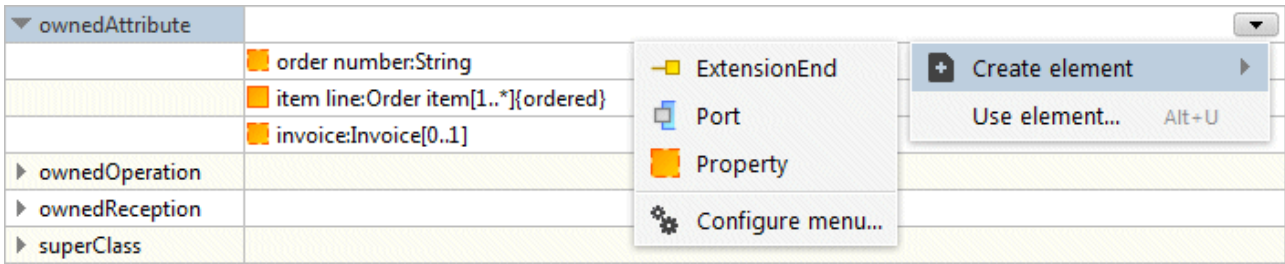 ownedAttribute
order number:String
item line:Order item[1..*]{ordered}
invoice:Invoice[0..1]
ownedOperation
ownedReception
superClass
ExtensionEnd
Port
Property
Configure menu...
Create element
Use element... Alt+U